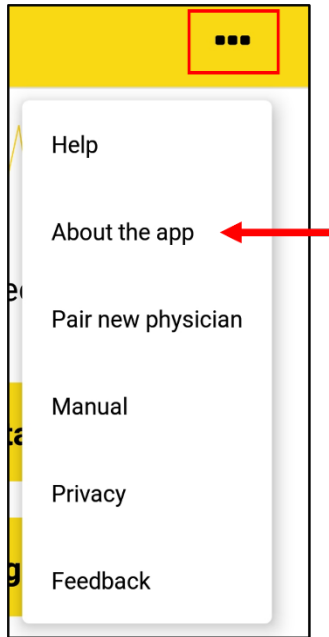 Help
About the app
Pair new physician
Manual
Privacy
Feedback